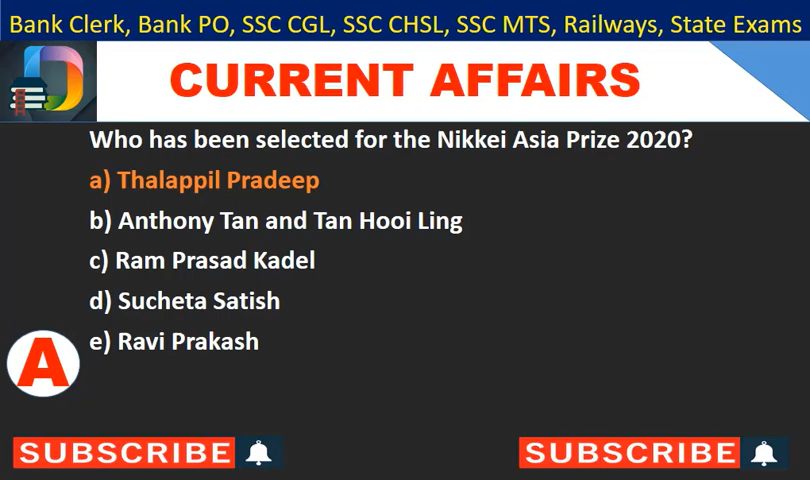 Bank Clerk, Bank PO, SSC CGL, SSC CHSL, SSC MTS, Railways, State Exams
CURRENT AFFAIRS
Who has been selected for the Nikkei Asia Prize 2020?
a) Thalappil Pradeep
b) Anthony Tan and Tan Hooi Ling
c) Ram Prasad Kadel
d) Sucheta Satish
e) Ravi Prakash
A
SUBSCRIBE
SUBSCRIBE